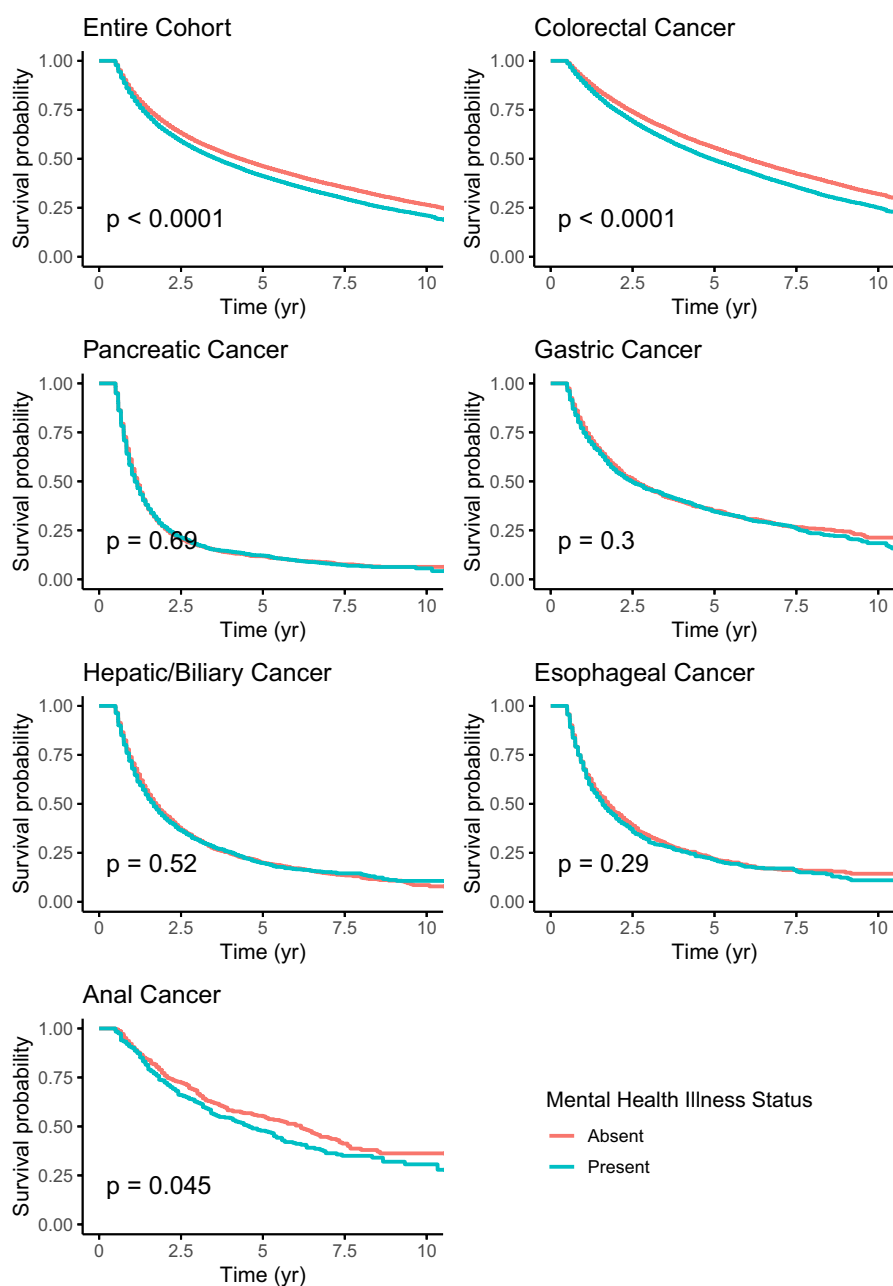 Entire Cohort
Survival probability
1.00
0.75
0.50
0.25
0.00
p < 0.0001
0 2.5 5 7.5 10
Time (yr)
Colorectal Cancer
Survival probability
1.00
0.75
0.50
0.25
0.00
p < 0.0001
0 2.5 5 7.5 10
Time (yr)
Pancreatic Cancer
Survival probability
1.00
0.75
0.50
0.25
0.00
p = 0.69
0 2.5 5 7.5 10
Time (yr)
Gastric Cancer
Survival probability
1.00
0.75
0.50
0.25
0.00
p = 0.3
0 2.5 5 7.5 10
Time (yr)
Hepatic/Biliary Cancer
Survival probability
1.00
0.75
0.50
0.25
0.00
p = 0.52
0 2.5 5 7.5 10
Time (yr)
Esophageal Cancer
Survival probability
1.00
0.75
0.50
0.25
0.00
p = 0.29
0 2.5 5 7.5 10
Time (yr)
Anal Cancer
Survival probability
1.00
0.75
0.50
0.25
0.00
p = 0.045
0 2.5 5 7.5 10
Time (yr)
Mental Health Illness Status
Absent
Present